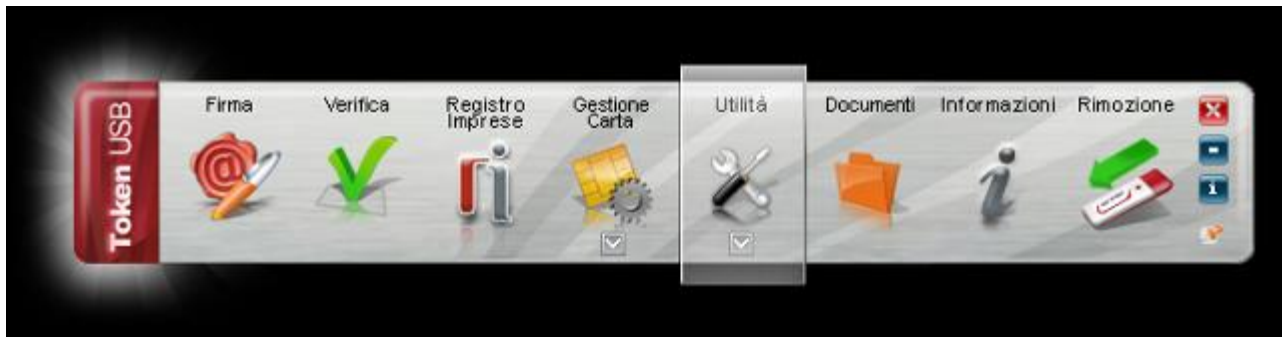 Token USB
Firma
Verifica
Registro
Imprese
Gestione
Carta
Utilità
Documenti
Informazioni
Rimozione